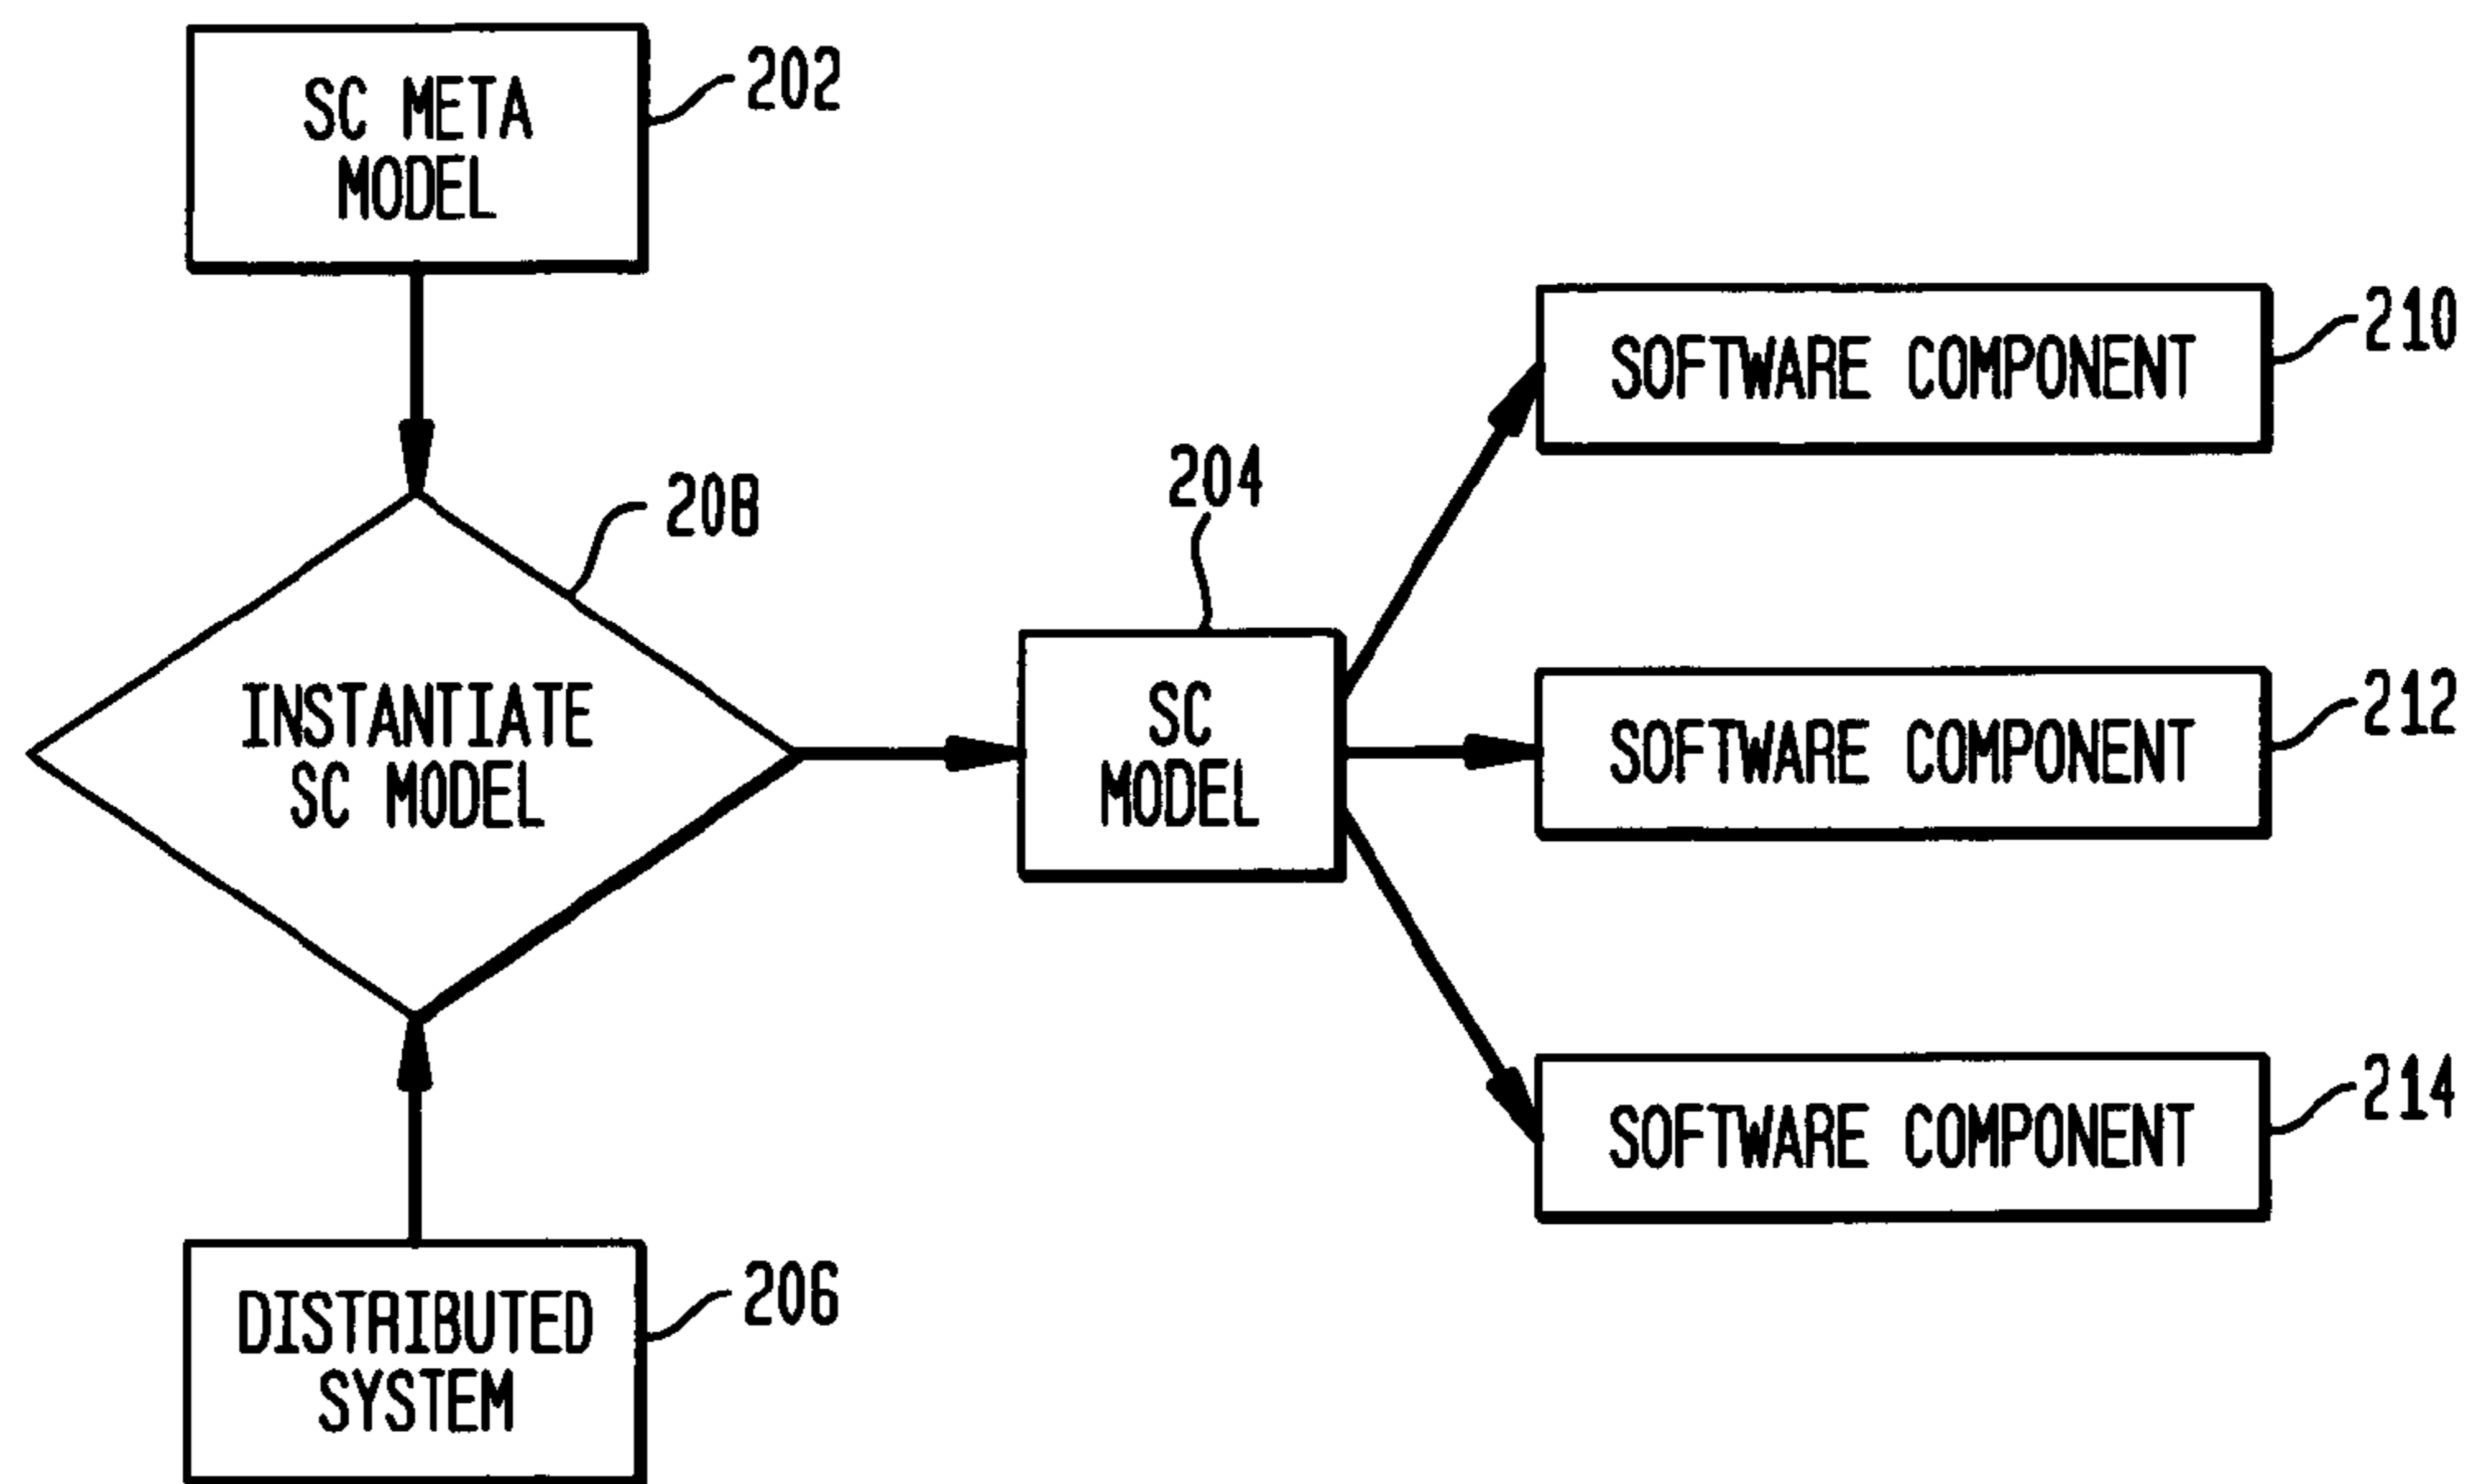 SC META
MODEL
202
SOFTWARE COMPONENT
210
208
204
INSTANTIATE
SC MODEL
SC
MODEL
SOFTWARE COMPONENT
212
SOFTWARE COMPONENT
214
DISTRIBUTED
SYSTEM
206